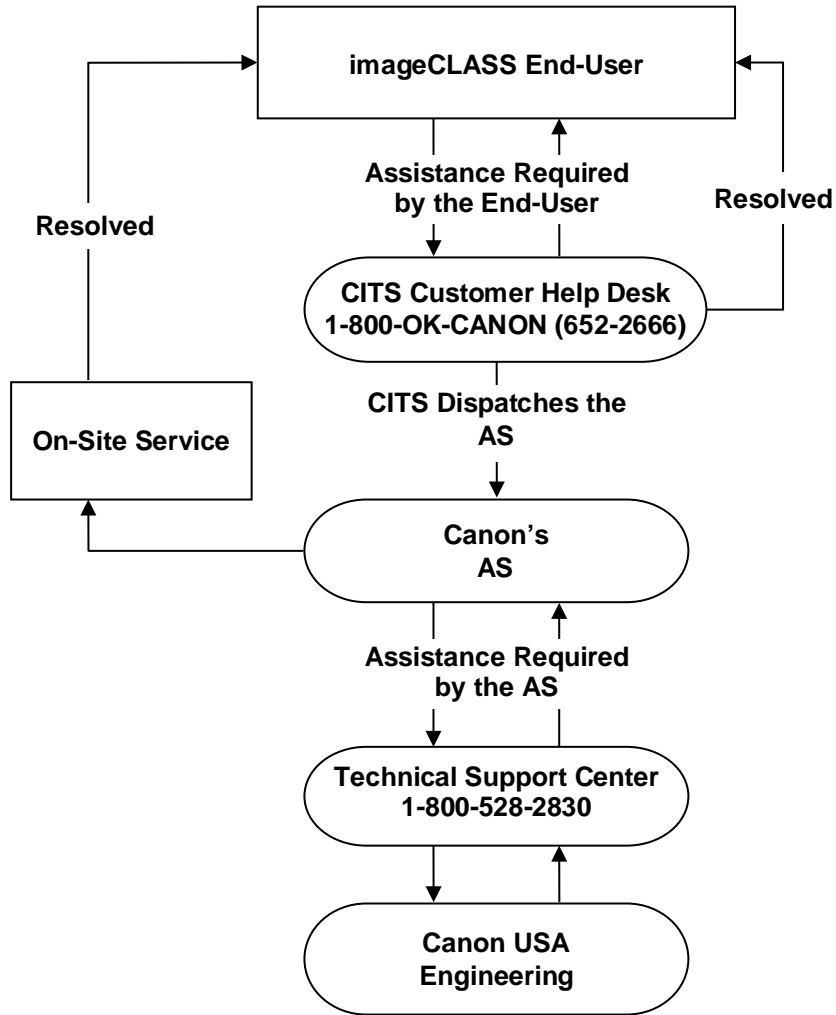 imageCLASS End-User
Assistance Required
by the End-User
Resolved
Resolved
CITS Customer Help Desk
1-800-OK-CANON (652-2666)
CITS Dispatches the
AS
On-Site Service
Canon’s
AS
Assistance Required
by the AS
Technical Support Center
1-800-528-2830
Canon USA
Engineering